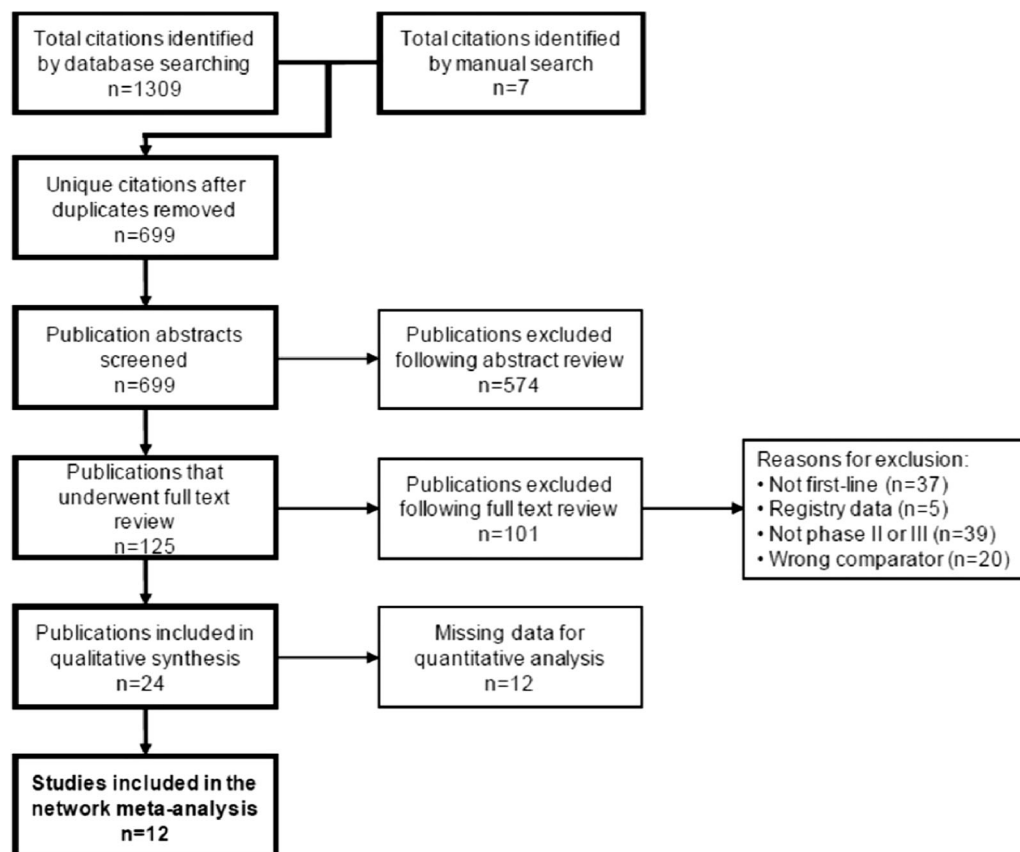 Total citations identified
by database searching
n=1309
Total citations identified
by manual search
n=7
Unique citations after
duplicates removed
n=699
Publication abstracts
screened
n=699
Publications excluded
following abstract review
n=574
Publications that
underwent full text
review
n=125
Publications excluded
following full text review
n=101
Reasons for exclusion:
• Not first-line (n=37)
• Registry data (n=5)
• Not phase II or III (n=39)
• Wrong comparator (n=20)
Publications included in
qualitative synthesis
n=24
Missing data for
quantitative analysis
n=12
Studies included in the
network meta-analysis
n=12